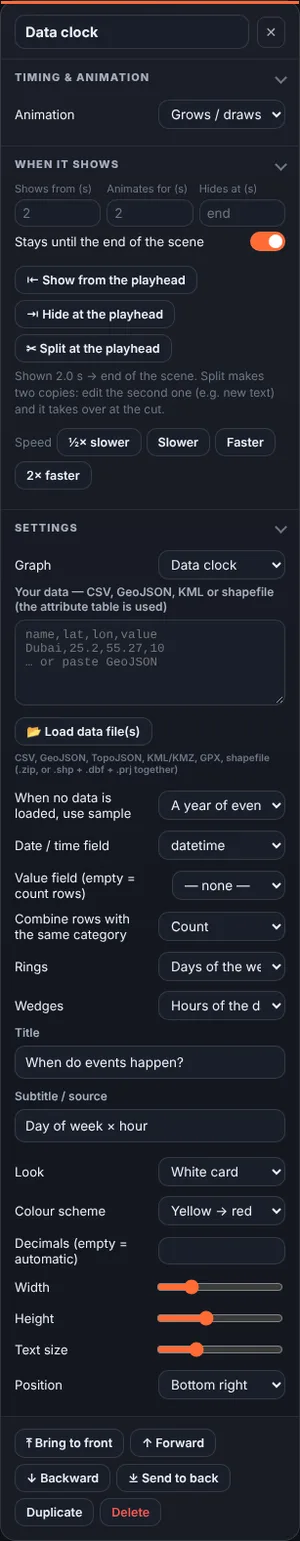 Data clock ✕
TIMING & ANIMATION
Animation Grows / draws
WHEN IT SHOWS
Shows from (s) Animates for (s) Hides at (s)
2 2 end
Stays until the end of the scene
⇤ Show from the playhead
⇥ Hide at the playhead
✂ Split at the playhead
Shown 2.0 s → end of the scene. Split makes
two copies: edit the second one (e.g. new text)
and it takes over at the cut.
Speed ½× slower Slower Faster
2× faster
SETTINGS
Graph Data clock
Your data — CSV, GeoJSON, KML or shapefile
(the attribute table is used)
name,lat,lon,value
Dubai,25.2,55.27,10
… or paste GeoJSON
📂 Load data file(s)
CSV, GeoJSON, TopoJSON, KML/KMZ, GPX, shapefile
(.zip, or .shp + .dbf + .prj together)
When no data is
loaded, use sample A year of even
Date / time field datetime
Value field (empty =
count rows) — none —
Combine rows with
the same category Count
Rings Days of the we
Wedges Hours of the d
Title
When do events happen?
Subtitle / source
Day of week × hour
Look White card
Colour scheme Yellow → red
Decimals (empty =
automatic)
Width
Height
Text size
Position Bottom right
⤒ Bring to front ↑ Forward
↓ Backward ⤓ Send to back
Duplicate Delete